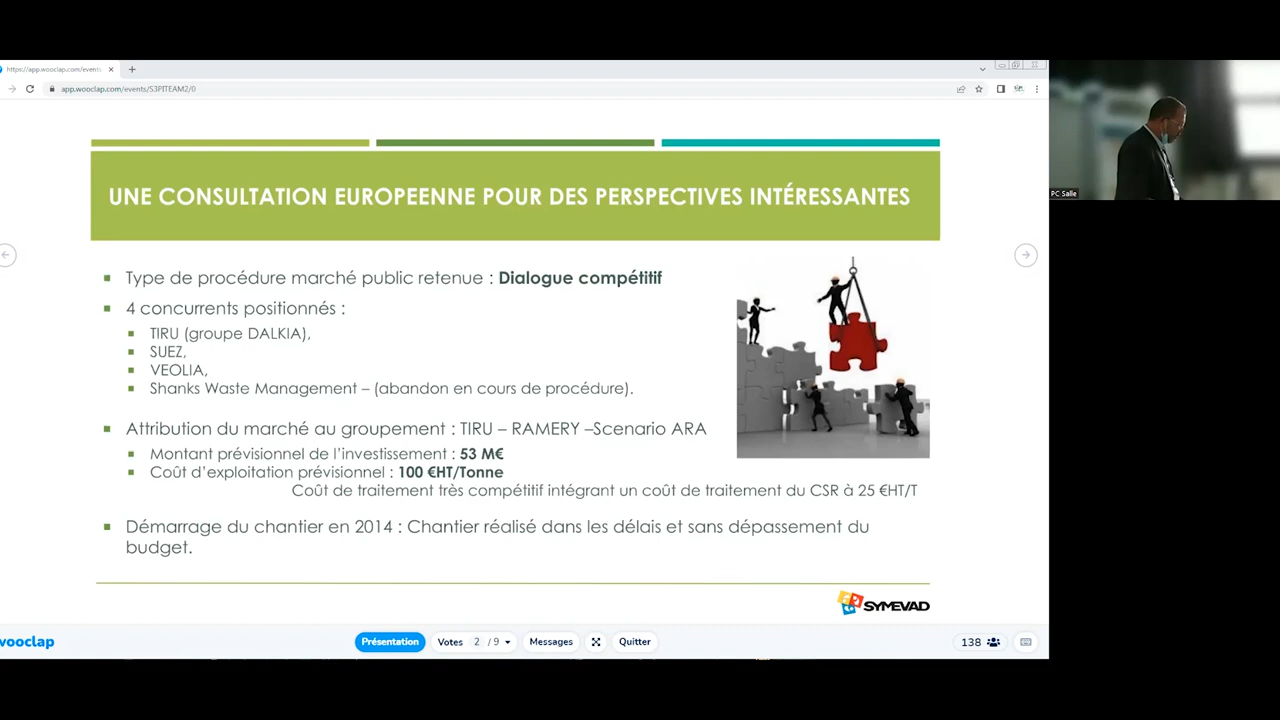 https://app.wooclap.com/events
app.wooclap.com/events/S3PITEAM2/0
UNE CONSULTATION EUROPEENNE POUR DES PERSPECTIVES INTÉRESSANTES
Type de procédure marché public retenue : Dialogue compétitif
4 concurrents positionnés :
TIRU (groupe DALKIA),
SUEZ,
VEOLIA,
Shanks Waste Management – (abandon en cours de procédure).
Attribution du marché au groupement : TIRU – RAMERY –Scenario ARA
Montant prévisionnel de l'investissement : 53 M€
Coût d'exploitation prévisionnel : 100 €HT/Tonne
Coût de traitement très compétitif intégrant un coût de traitement du CSR à 25 €HT/T
Démarrage du chantier en 2014 : Chantier réalisé dans les délais et sans dépassement du
budget.
SYMEVAD
wooclap
Présentation
Votes 2 / 9
Messages
Quitter
138
PC Salle